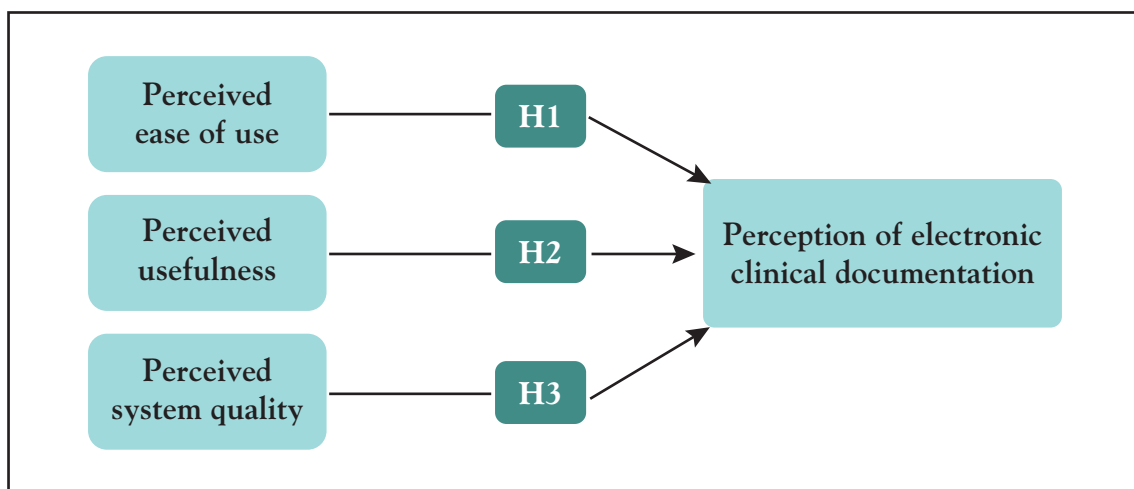 Perceived
ease of use
H1
Perceived
usefulness
H2
Perception of electronic
clinical documentation
Perceived
system quality
H3